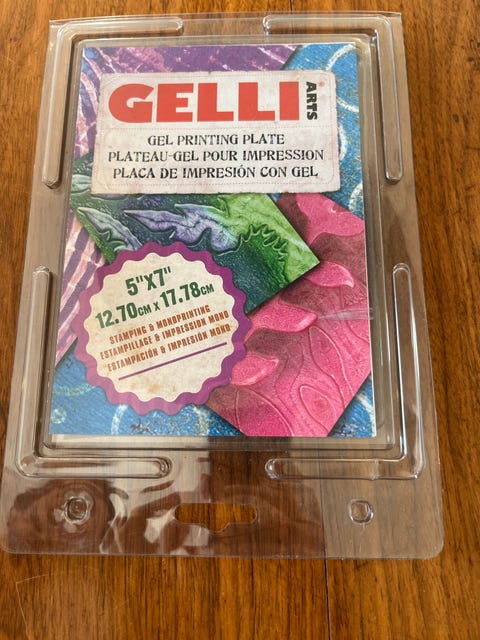 GELLI ARTS®
GEL PRINTING PLATE
PLATEAU-GEL POUR IMPRESSION
PLACA DE IMPRESIÓN CON GEL
5"X7"
12.70CM X 17.78CM
STAMPING & MONOPRINTING
ESTAMPILLAGE & IMPRESSION MONO
ESTAMPACIÓN & IMPRESIÓN MONO